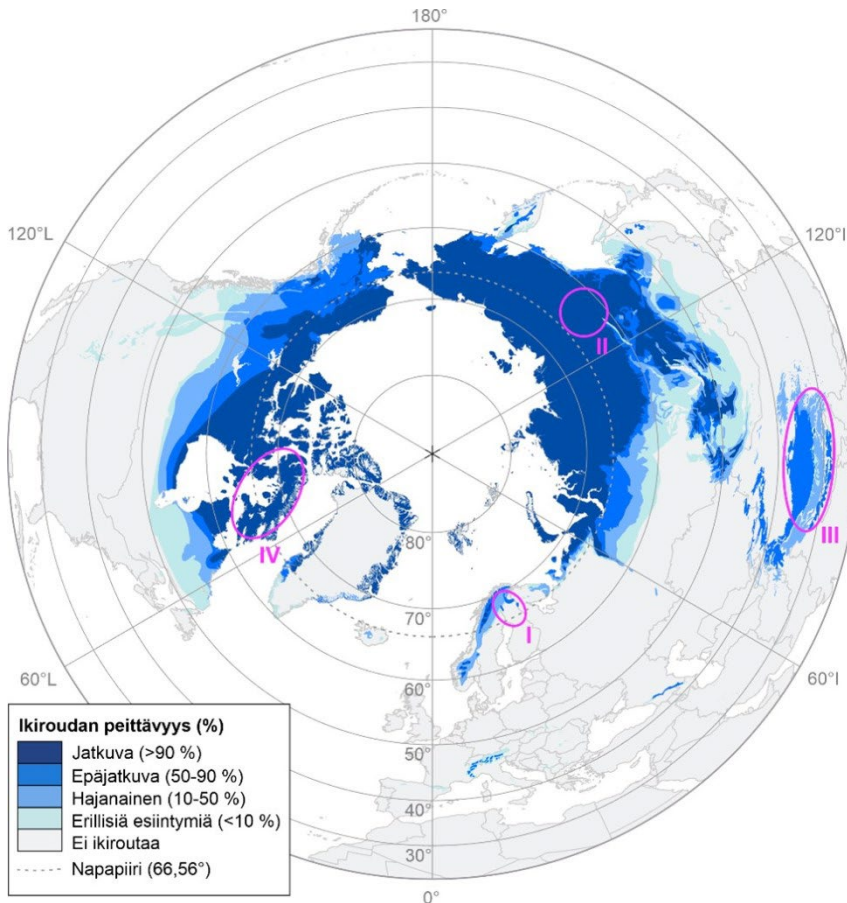 180°
120°L
120°I
II
III
IV
80°
70°
I
60°L
60°
60°I
50°
40°
30°
0°
Ikiroudan peittävyys (%)
Jatkuva (>90 %)
Epäjatkuva (50-90 %)
Hajanainen (10-50 %)
Erillisiä esiintymiä (<10 %)
Ei ikiroutaa
Napapiiri (66,56°)